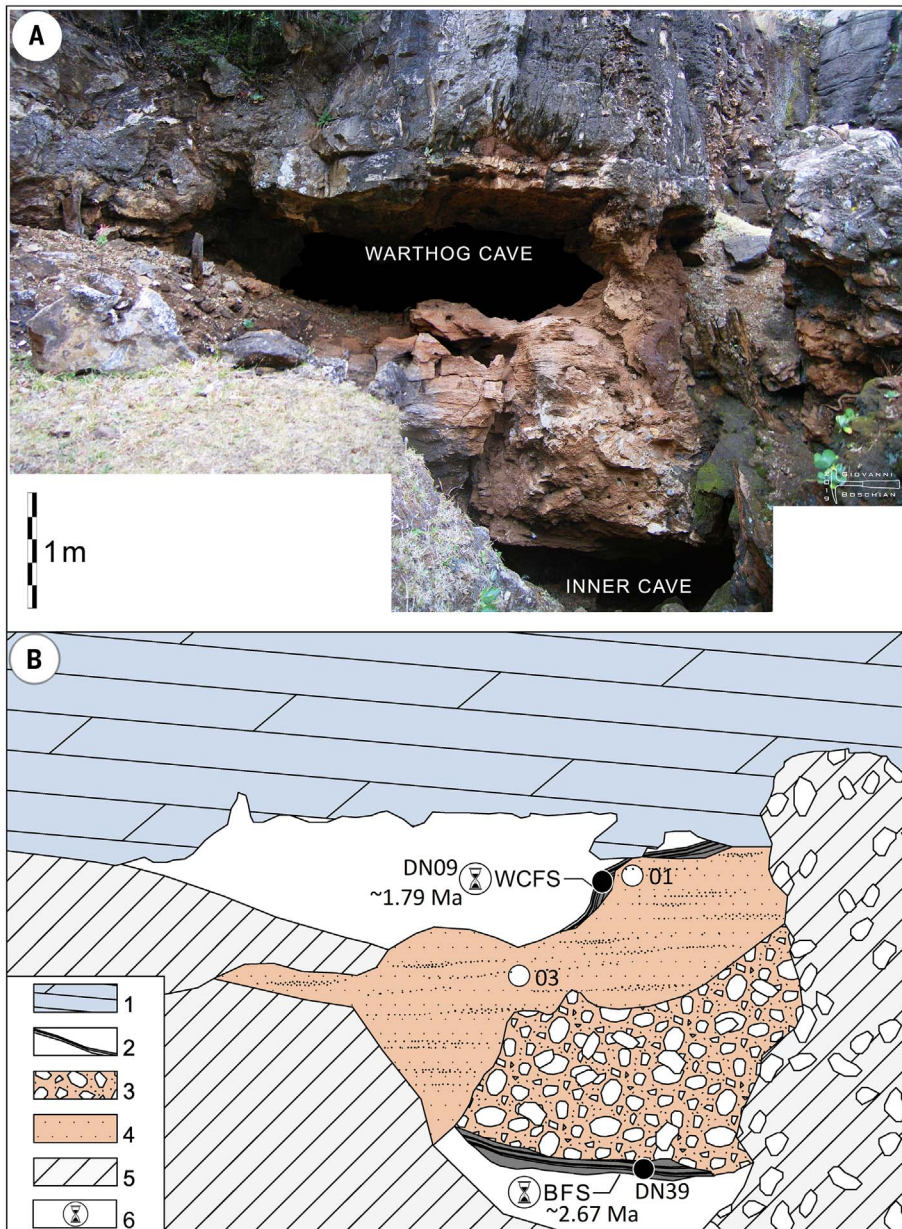 A
WARTHOG CAVE
2019
GIOVANNI
BOSCHIAN
1m
INNER CAVE
B
DN09
WCFS
~1.79 Ma
01
03
1
2
3
4
5
6
BFS
DN39
~2.67 Ma